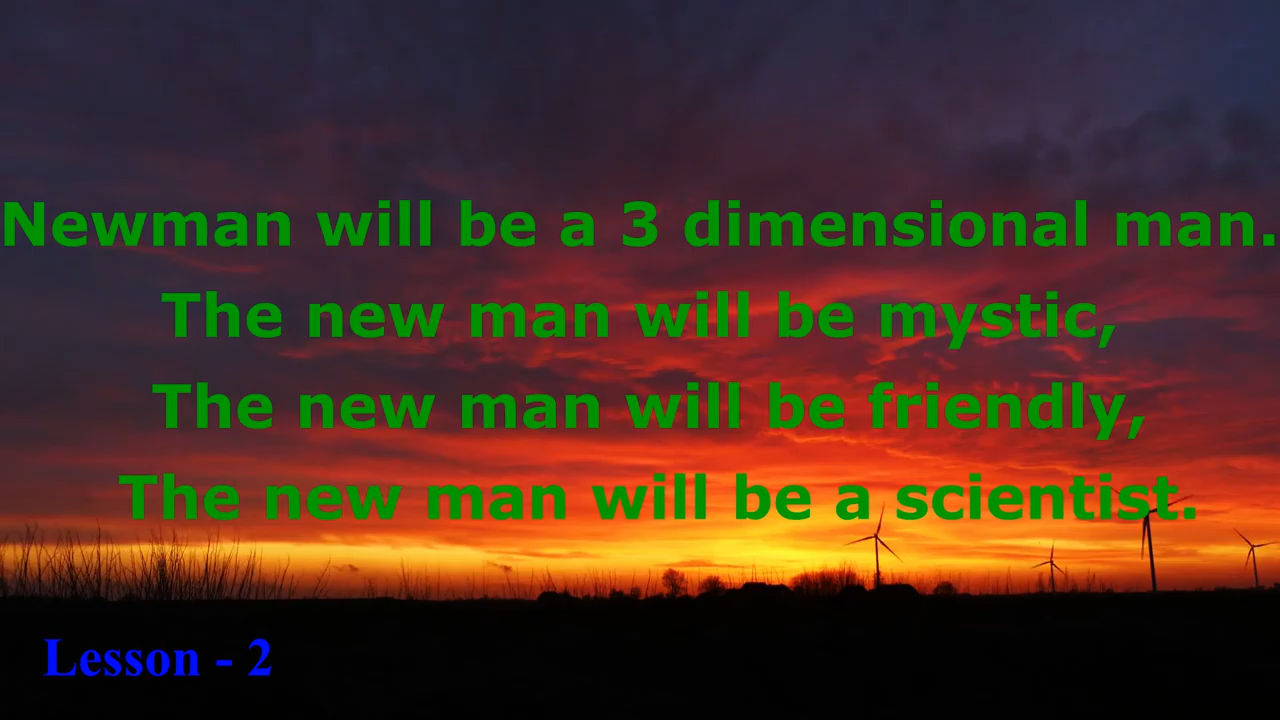 Newman will be a 3 dimensional man.
The new man will be mystic,
The new man will be friendly,
The new man will be a scientist.
Lesson - 2